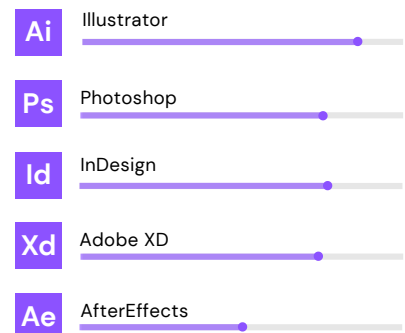 Ai
Illustrator
Ps
Photoshop
Id
InDesign
Xd
Adobe XD
Ae
AfterEffects